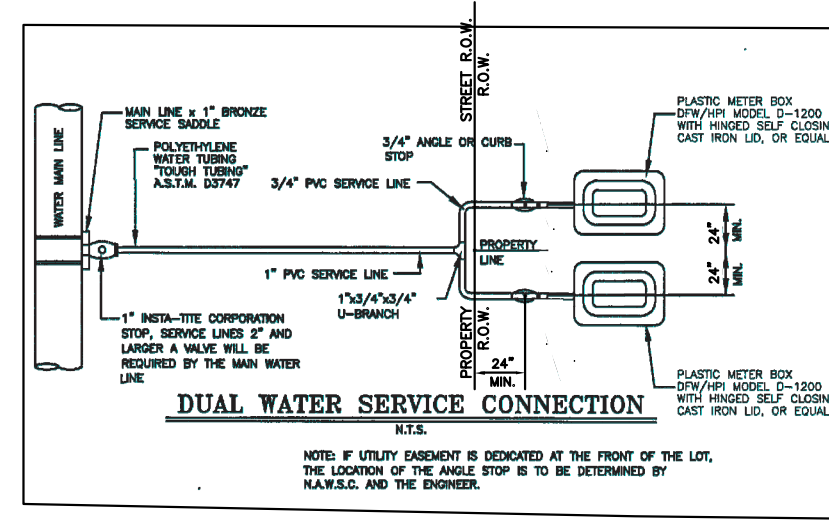 STREET R.O.W.
R.O.W.
MAIN LINE x 1" BRONZE
SERVICE SADDLE
POLYETHYLENE
WATER TUBING
"TOUGH TUBING"
A.S.T.M. D3747
WATER MAIN LINE
3/4" ANGLE OR CURB
STOP
3/4" PVC SERVICE LINE
PLASTIC METER BOX
DFW/HPI MODEL D-1200
WITH HINGED SELF CLOSIN
CAST IRON LID, OR EQUAL
24"
MIN.
PROPERTY
LINE
24"
MIN.
1" PVC SERVICE LINE
1"x3/4"x3/4"
U-BRANCH
1" INSTA-TITE CORPORATION
STOP, SERVICE LINES 2" AND
LARGER A VALVE WILL BE
REQUIRED BY THE MAIN WATER
LINE
PROPERTY
R.O.W.
24"
MIN.
PLASTIC METER BOX
DFW/HPI MODEL D-1200
WITH HINGED SELF CLOSIN
CAST IRON LID, OR EQUAL
DUAL WATER SERVICE CONNECTION
N.T.S.
NOTE: IF UTILITY EASEMENT IS DEDICATED AT THE FRONT OF THE LOT,
THE LOCATION OF THE ANGLE STOP IS TO BE DETERMINED BY
N.A.W.S.C. AND THE ENGINEER.